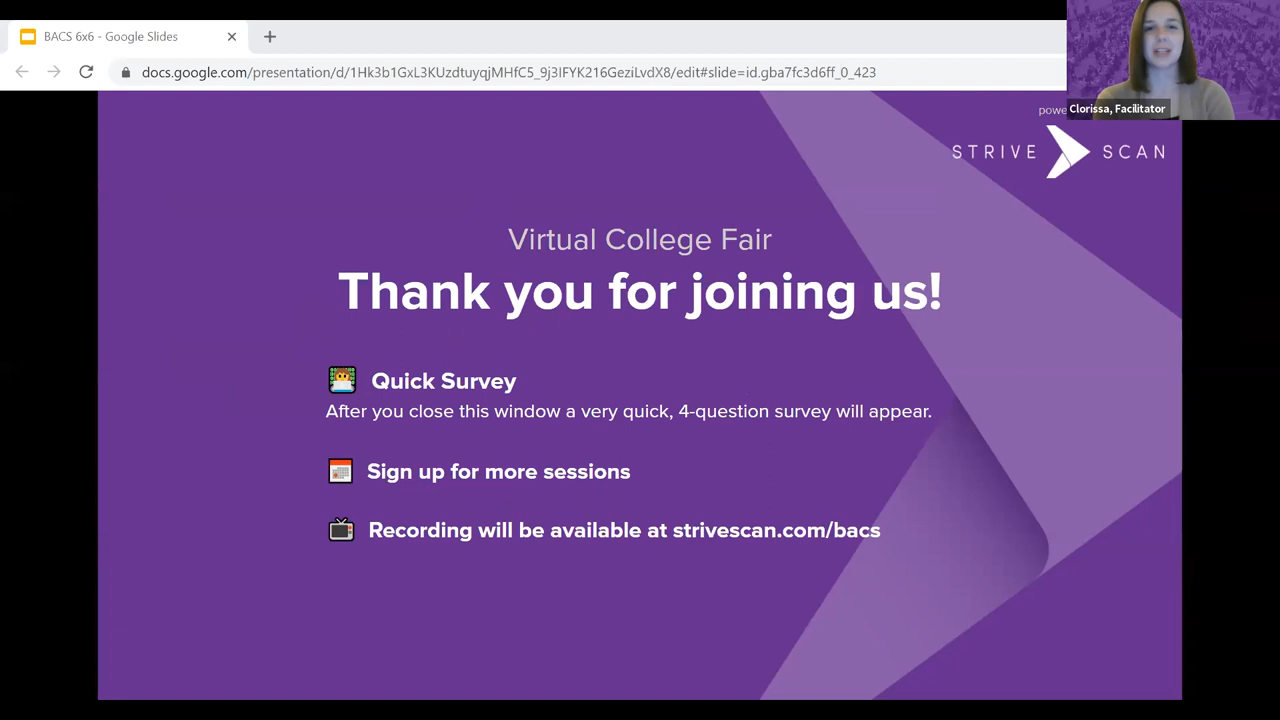 BACS 6x6 - Google Slides
docs.google.com/presentation/d/1Hk3b1GxL3KUzdtuyqjMHfC5_9j3IFYK216GeziLvdX8/edit#slide=id.gba7fc3d6ff_0_423
Clorissa, Facilitator
STRIVE SCAN
Virtual College Fair
Thank you for joining us!
Quick Survey
After you close this window a very quick, 4-question survey will appear.
Sign up for more sessions
Recording will be available at strivescan.com/bacs